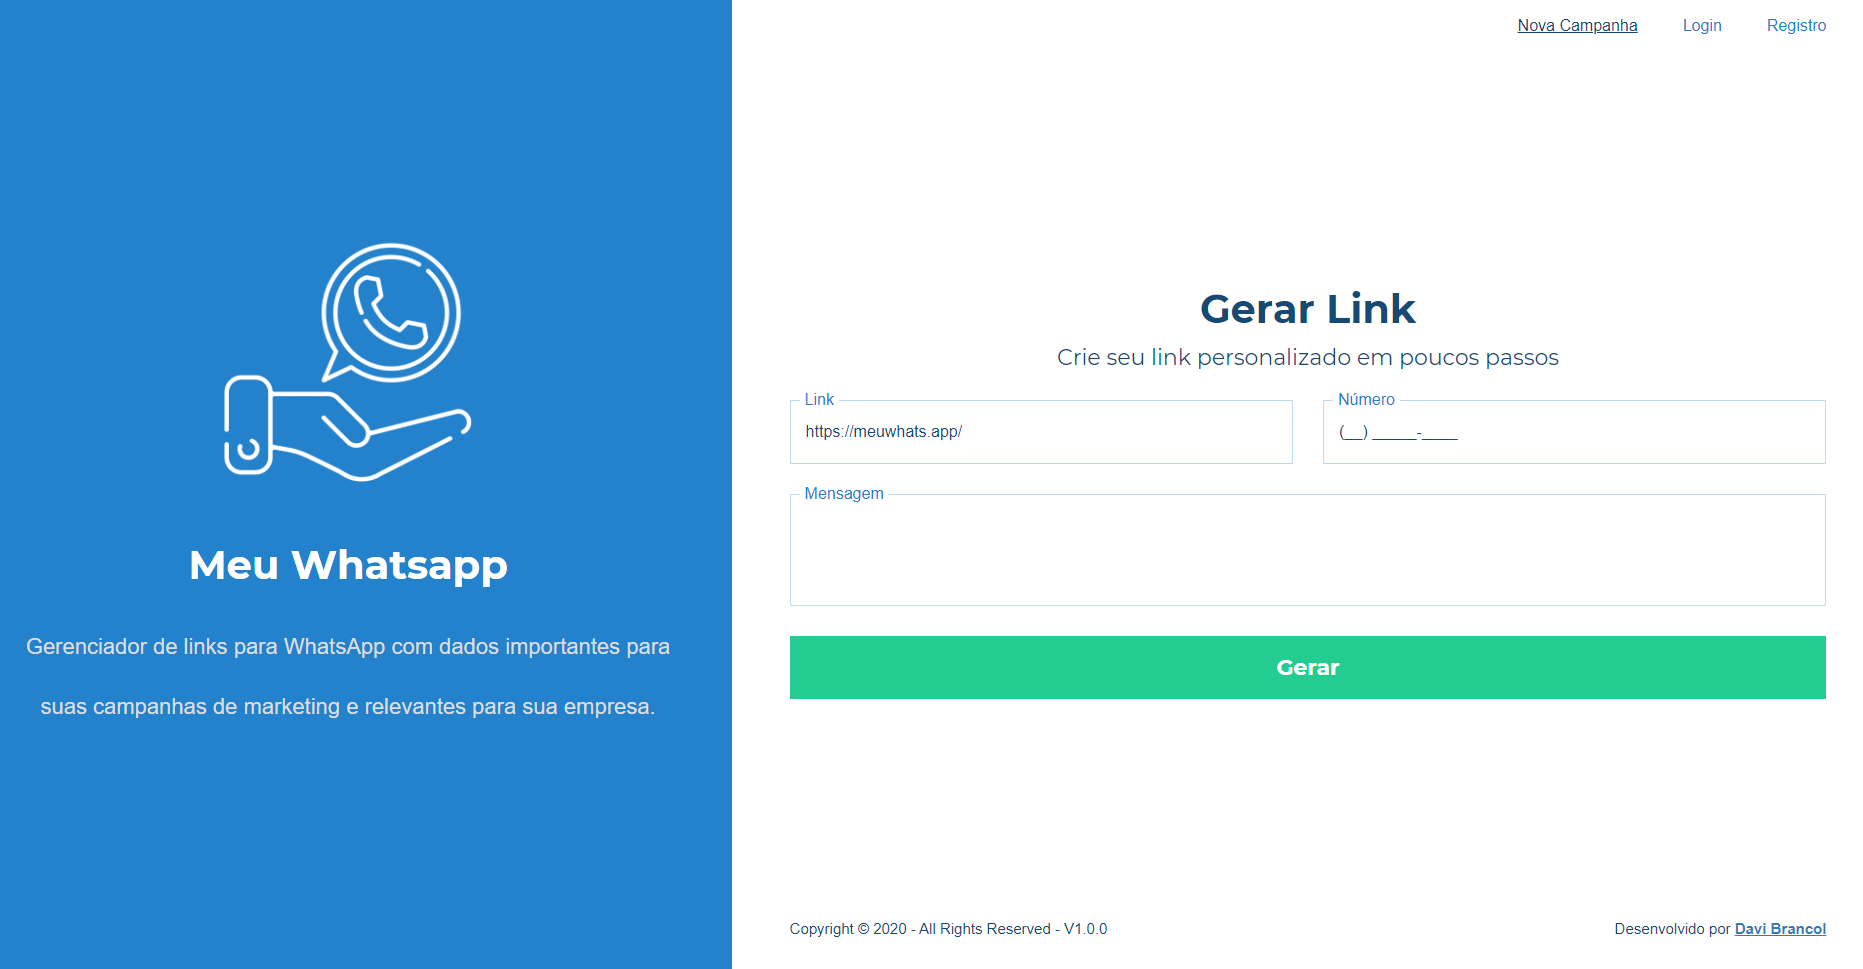 Nova Campanha Login Registro
Meu Whatsapp
Gerenciador de links para WhatsApp com dados importantes para
suas campanhas de marketing e relevantes para sua empresa.
Gerar Link
Crie seu link personalizado em poucos passos
Link
https://meuwhats.app/
Número
(__) _____-____
Mensagem
Gerar
Copyright © 2020 - All Rights Reserved - V1.0.0
Desenvolvido por Davi Brancol